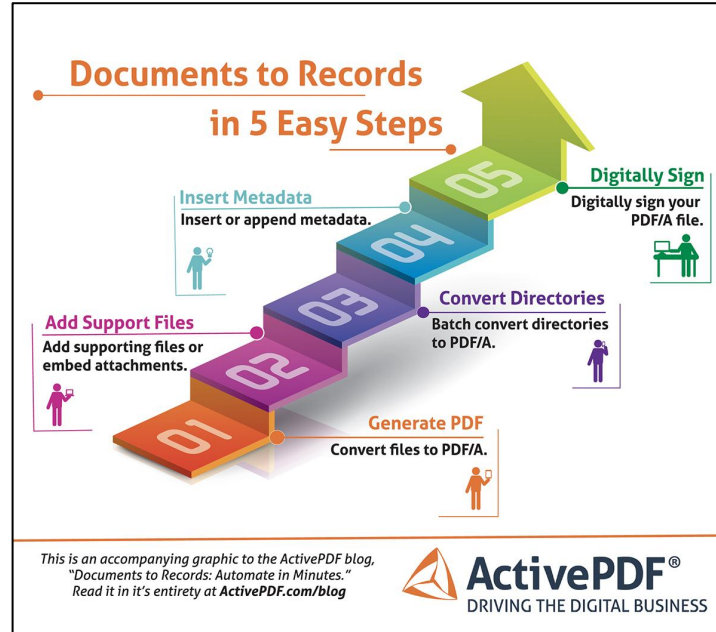 Documents to Records
in 5 Easy Steps
05
Digitally Sign
Digitally sign your
PDF/A file.
Insert Metadata
Insert or append metadata.
04
Convert Directories
Batch convert directories
to PDF/A.
03
Add Support Files
Add supporting files or
embed attachments.
02
Generate PDF
Convert files to PDF/A.
01
This is an accompanying graphic to the ActivePDF blog,
“Documents to Records: Automate in Minutes.”
Read it in it's entirety at ActivePDF.com/blog
ActivePDF®
DRIVING THE DIGITAL BUSINESS